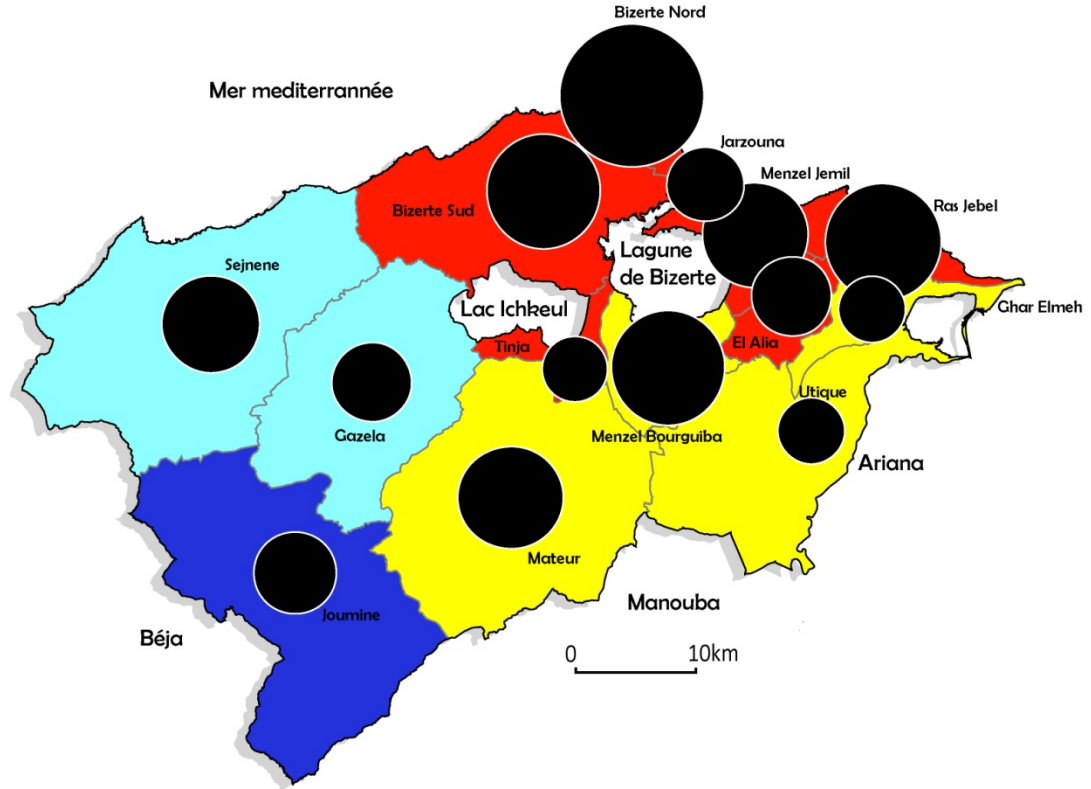 Bizerte Nord
Mer mediterrannée
Jarzouna
Menzel Jemil
Ras Jebel
Bizerte Sud
Lagune
de Bizerte
Sejnene
Lac Ichkeul
Ghar Elmeh
Tinja
El Alia
Utique
Gazela
Menzel Bourguiba
Ariana
Mateur
Manouba
Joumine
Béja
0 10km